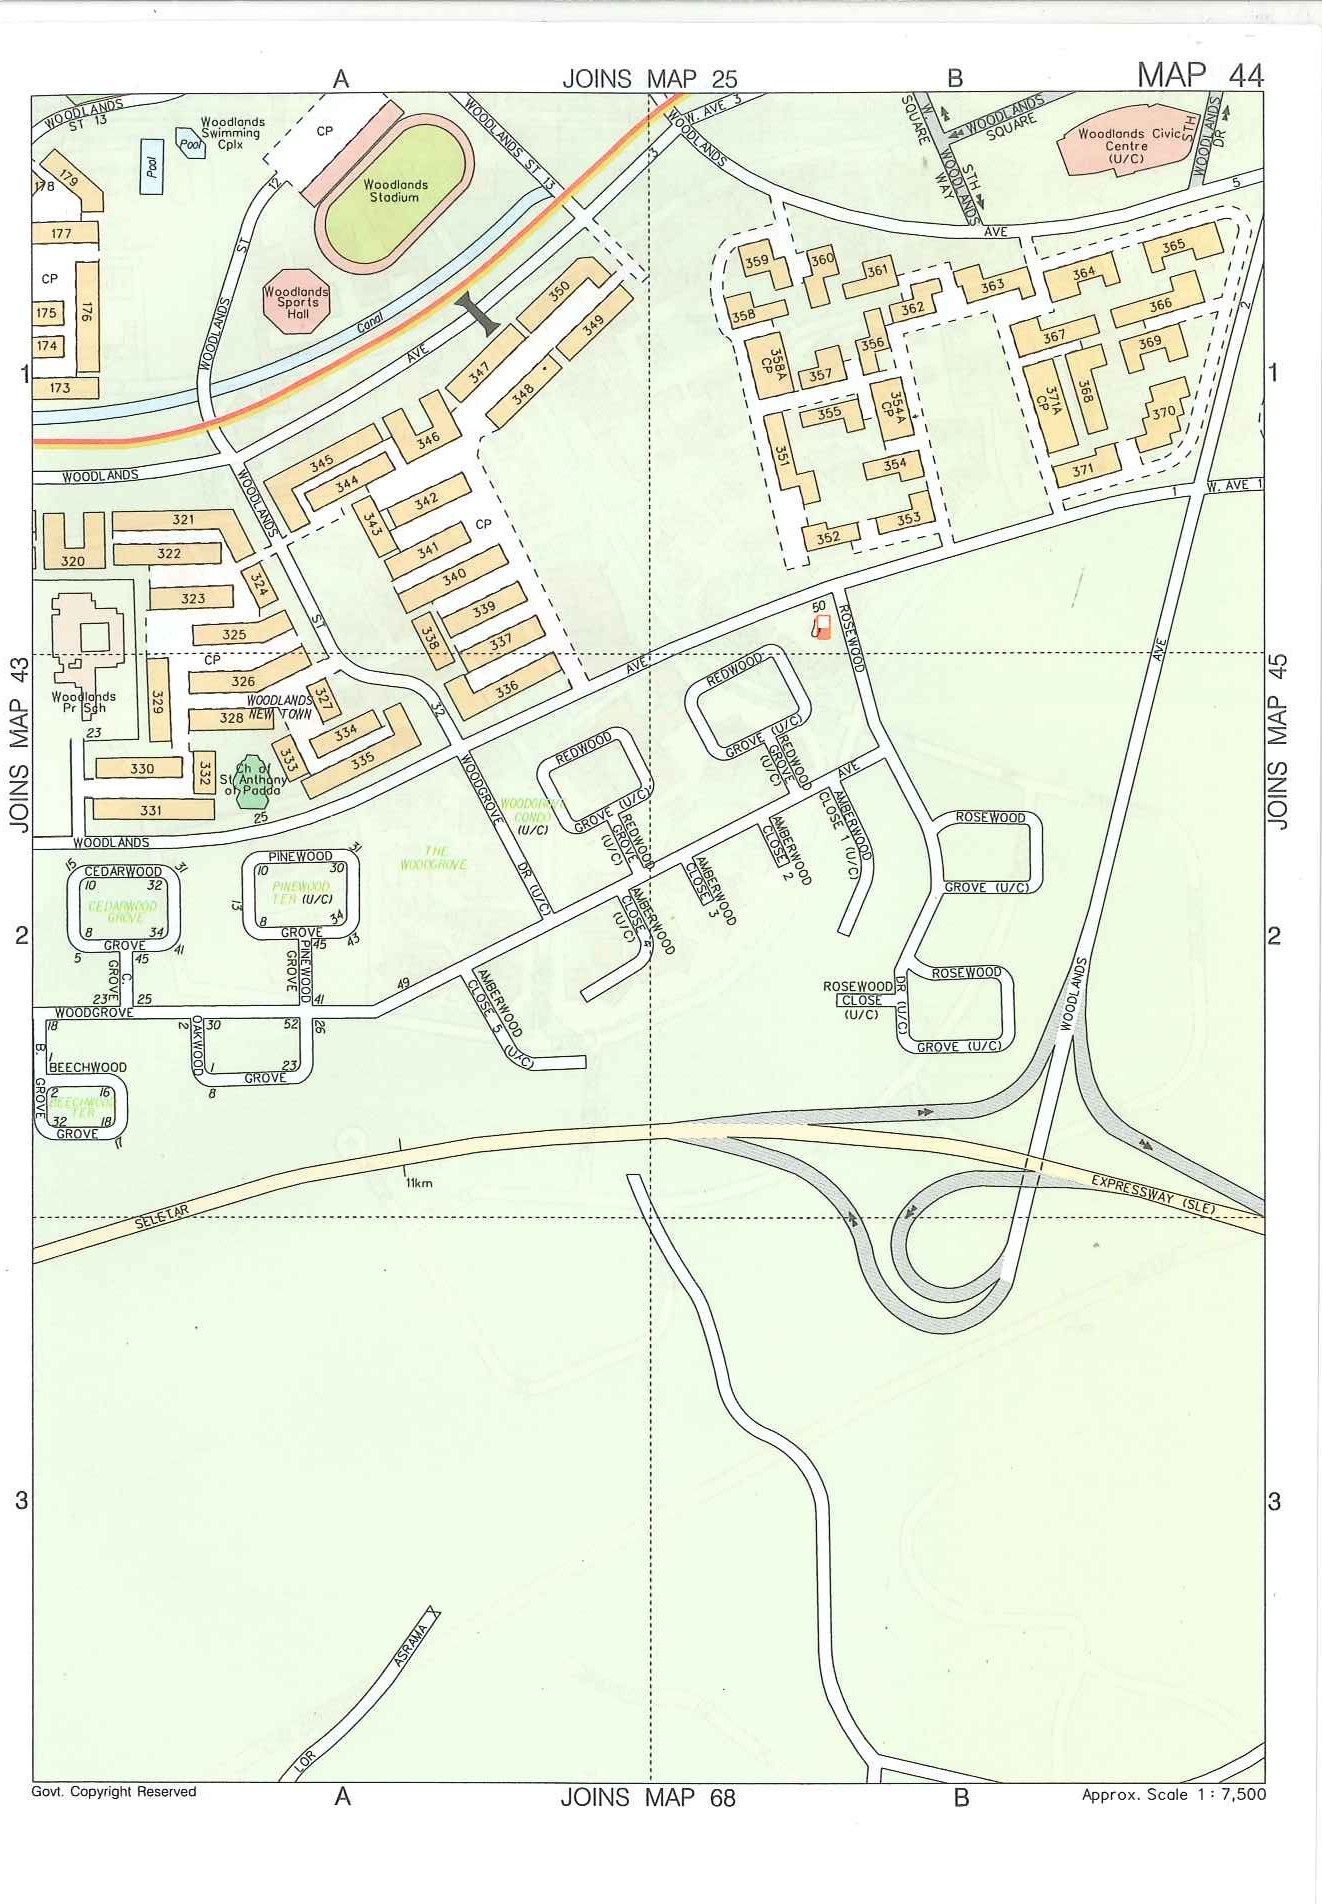 A
JOINS MAP 25
B
MAP 44
WOODLANDS
ST 13
Woodlands
Swimming
Cplx
Pool
Pool
CP
12
WOODLANDS ST 13
Woodlands
Stadium
W. AVE 3
WOODLANDS
3
W.
SQUARE
WOODLANDS
SQUARE
STH
WOODLANDS
WAY
Woodlands Civic
Centre
(U/C)
STH
WOODLANDS
DR
5
AVE
178
179
177
CP
176
175
174
173
ST
WOODLANDS
Woodlands
Sports
Hall
Canal
AVE
350
349
347
348
346
345
344
343
342
CP
341
340
339
338
337
336
359
360
361
362
363
364
365
366
367
368
369
370
371A
CP
371
358
358A
CP
357
356
355
354A
CP
354
353
352
351
2
1
1
WOODLANDS
WOODLANDS
ST
1
W. AVE 1
320
321
322
323
324
325
CP
326
327
328
329
330
331
332
333
334
335
WOODLANDS
NEW TOWN
Woodlands
Pr Sch
23
Ch of
St Anthony
of Padda
25
32
50
ROSEWOOD
AVE
AVE
JOINS MAP 43
JOINS MAP 45
REDWOOD
GROVE (U/C)
REDWOOD
GROVE
(U/C)
REDWOOD
GROVE (U/C)
REDWOOD
GROVE
(U/C)
WOODGROVE
CONDO
(U/C)
WOODGROVE
DR (U/C)
THE
WOODGROVE
AVE
AMBERWOOD
CLOSE 1 (U/C)
AMBERWOOD
CLOSE 2
AMBERWOOD
CLOSE 3
AMBERWOOD
CLOSE 4
(U/C)
AMBERWOOD
CLOSE 5
(U/C)
ROSEWOOD
GROVE (U/C)
ROSEWOOD
GROVE (U/C)
ROSEWOOD
CLOSE
(U/C)
DR (U/C)
WOODLANDS
WOODLANDS
15
CEDARWOOD
31
10
32
CEDARWOOD
GROVE
8
34
GROVE
5
45
41
C.
GROVE
23
25
PINEWOOD
31
10
30
PINEWOOD
TER (U/C)
13
8
34
GROVE
45
43
PINEWOOD
GROVE
41
49
2
2
WOODGROVE
18
2
30
52
26
OAKWOOD
1
23
GROVE
8
B.
GROVE
1
BEECHWOOD
2
16
BEECHWOOD
TER
32
18
GROVE
17
11km
SELETAR
EXPRESSWAY (SLE)
3
3
LOR
ASRAMA
Govt. Copyright Reserved
A
JOINS MAP 68
B
Approx. Scale 1 : 7,500